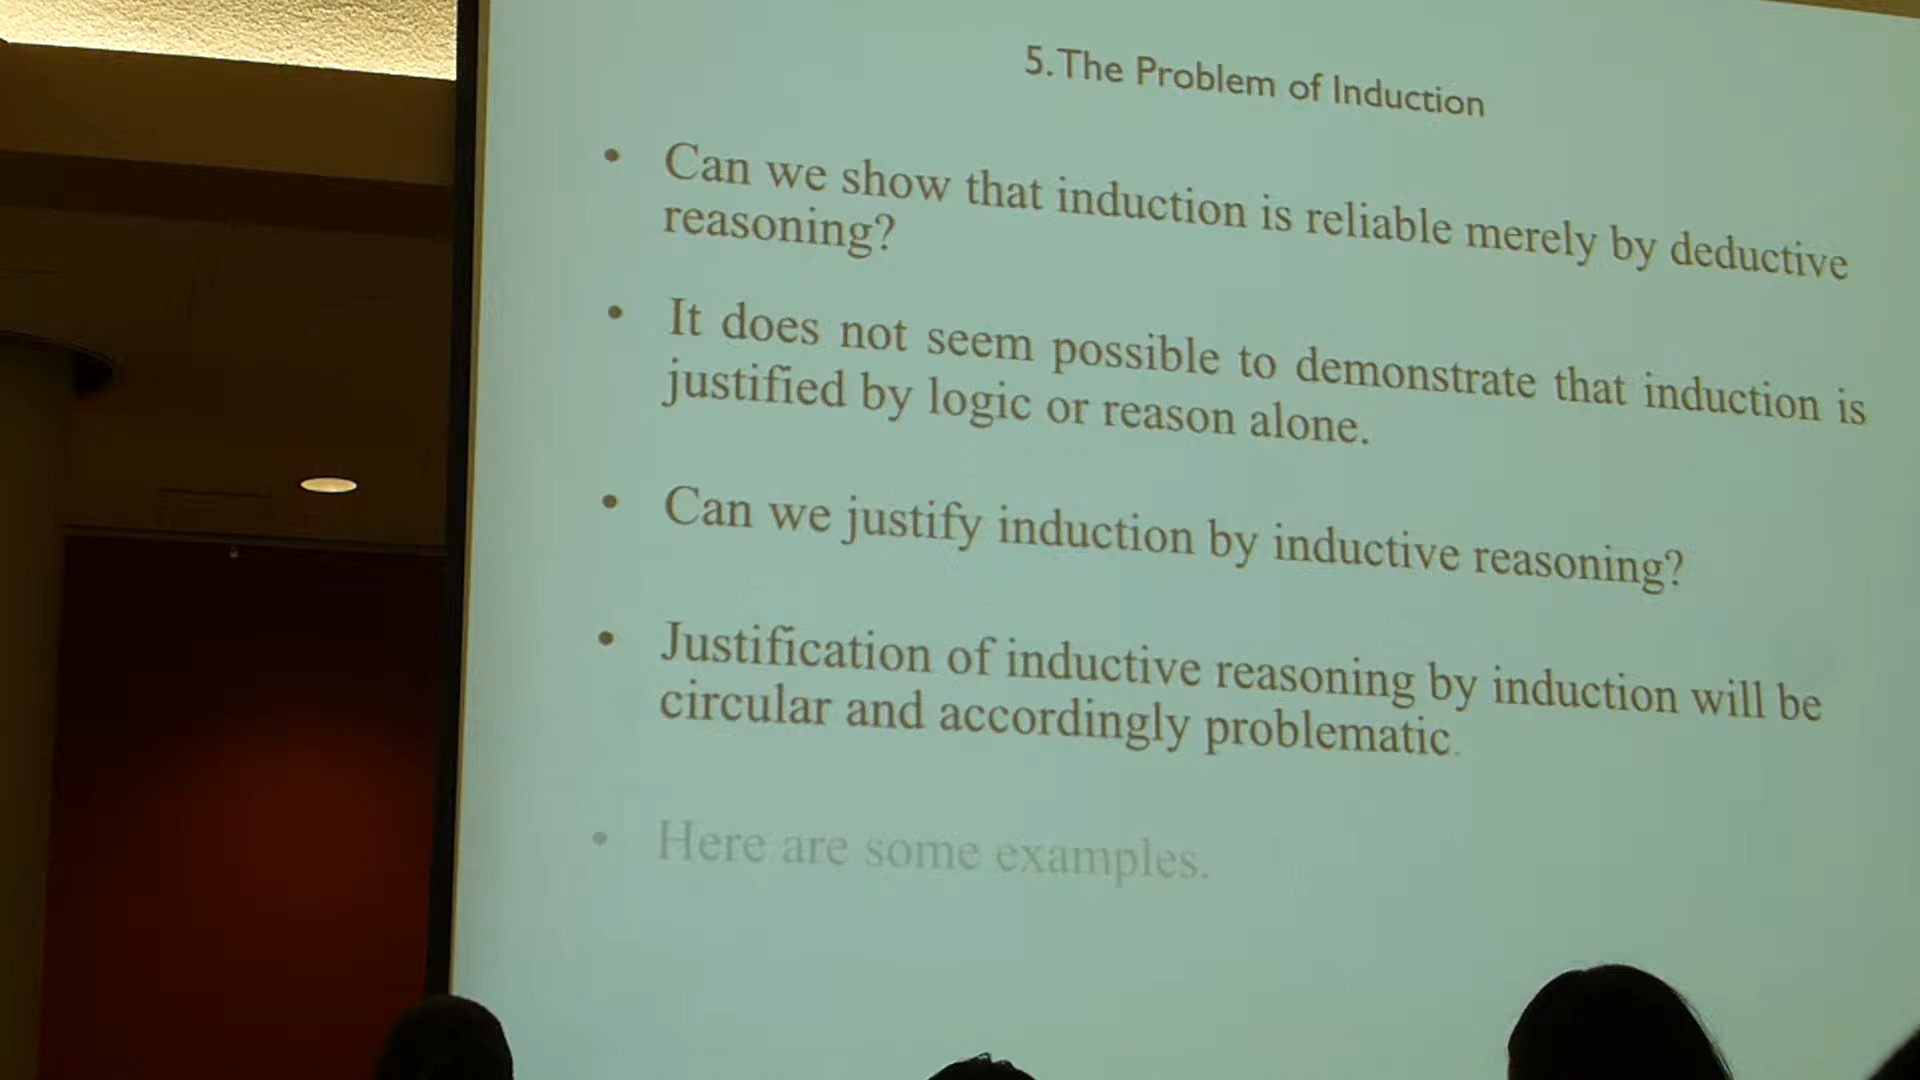 5. The Problem of Induction
• Can we show that induction is reliable merely by deductive
reasoning?
• It does not seem possible to demonstrate that induction is
justified by logic or reason alone.
• Can we justify induction by inductive reasoning?
• Justification of inductive reasoning by induction will be
circular and accordingly problematic.
• Here are some examples.